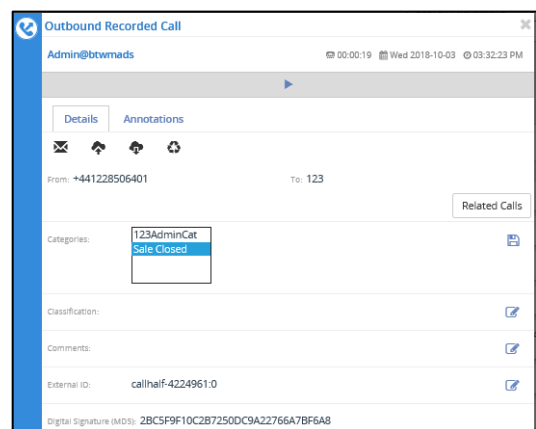 Outbound Recorded Call
Admin@btwmads 00:00:19 Wed 2018-10-03 03:32:23 PM
Details Annotations
From: +441228506401 To: 123
Related Calls
Categories: 123AdminCat
Sale Closed
Classification:
Comments:
External ID: callhalf-4224961:0
Digital Signature (MD5): 2BC5F9F10C2B7250DC9A22766A7BF6A8